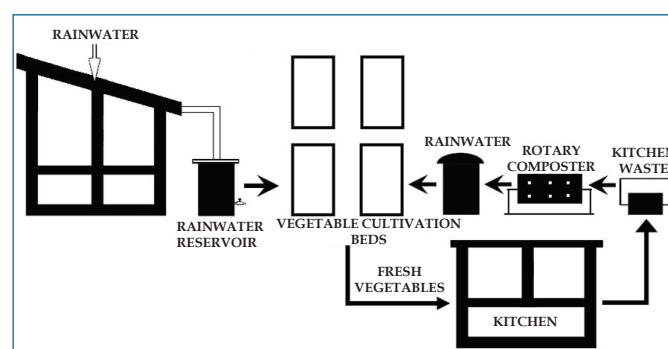 RAINWATER
RAINWATER
RESERVOIR
VEGETABLE CULTIVATION
BEDS
RAINWATER
ROTARY
COMPOSTER
KITCHEN
WASTE
FRESH
VEGETABLES
KITCHEN